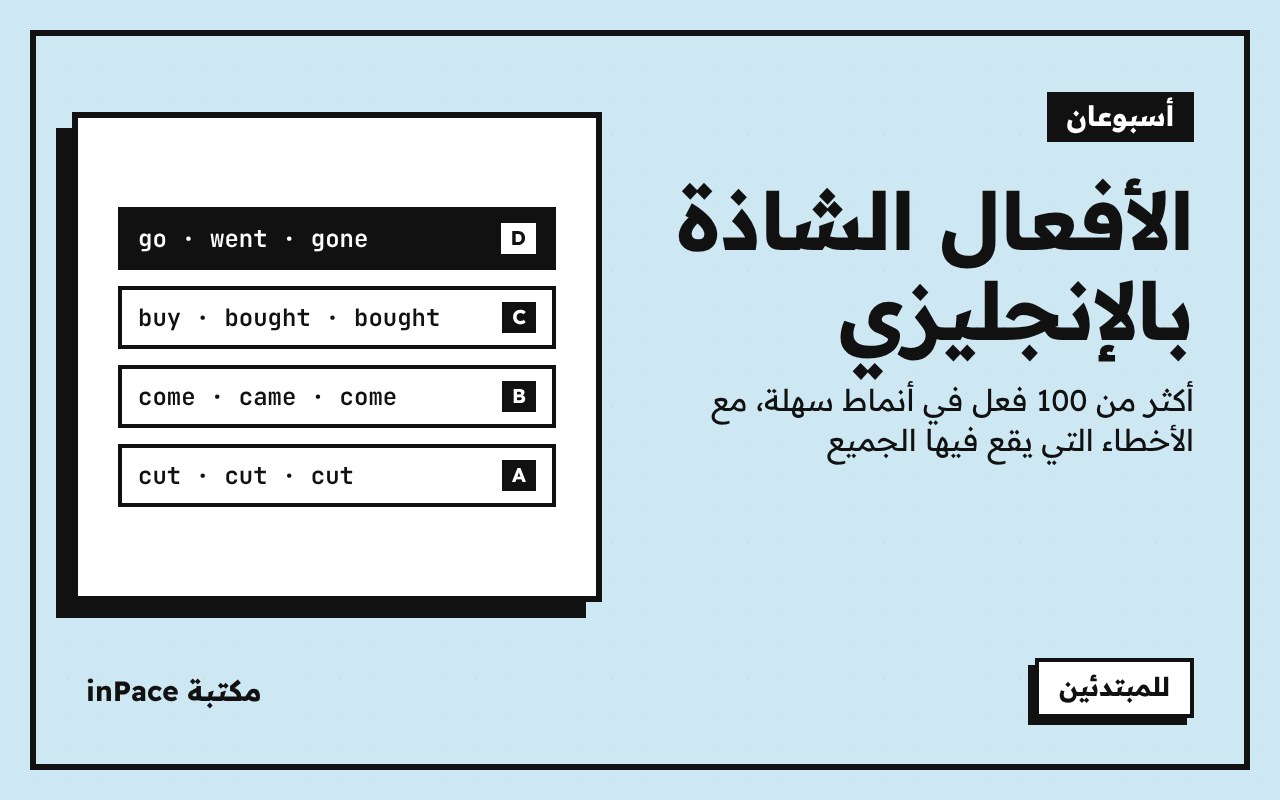 أسبوعان
الأفعال الشاذة
بالإنجليزي
أكثر من 100 فعل في أنماط سهلة، مع
الأخطاء التي يقع فيها الجميع
go · went · gone D
buy · bought · bought C
come · came · come B
cut · cut · cut A
للمبتدئين
مكتبة inPace